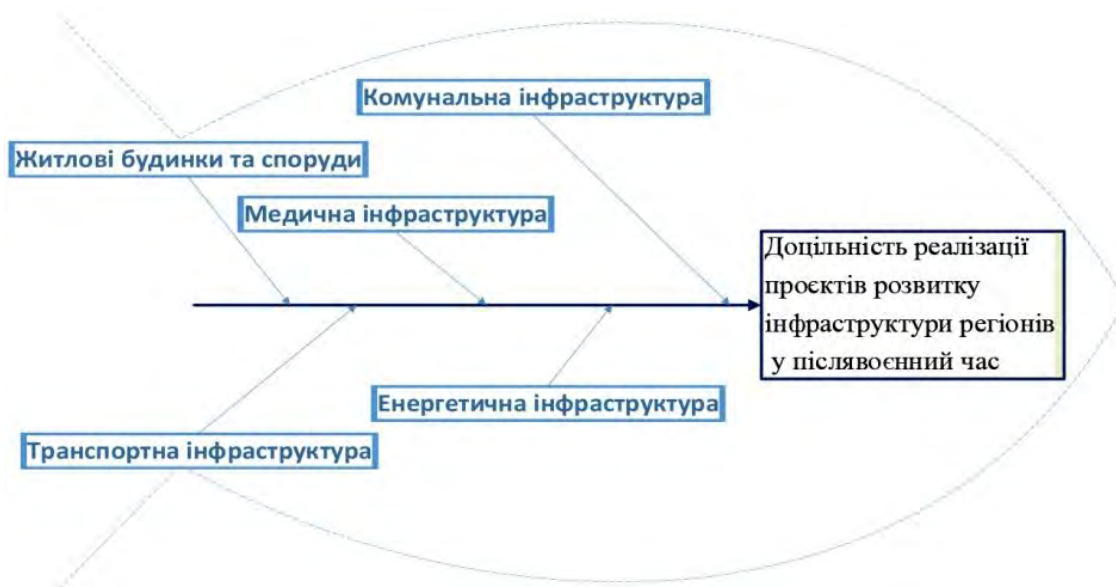 Комунальна інфраструктура
Житлові будинки та споруди
Медична інфраструктура
Доцільність реалізації
проєктів розвитку
інфраструктури регіонів
у післявоєнний час
Енергетична інфраструктура
Транспортна інфраструктура